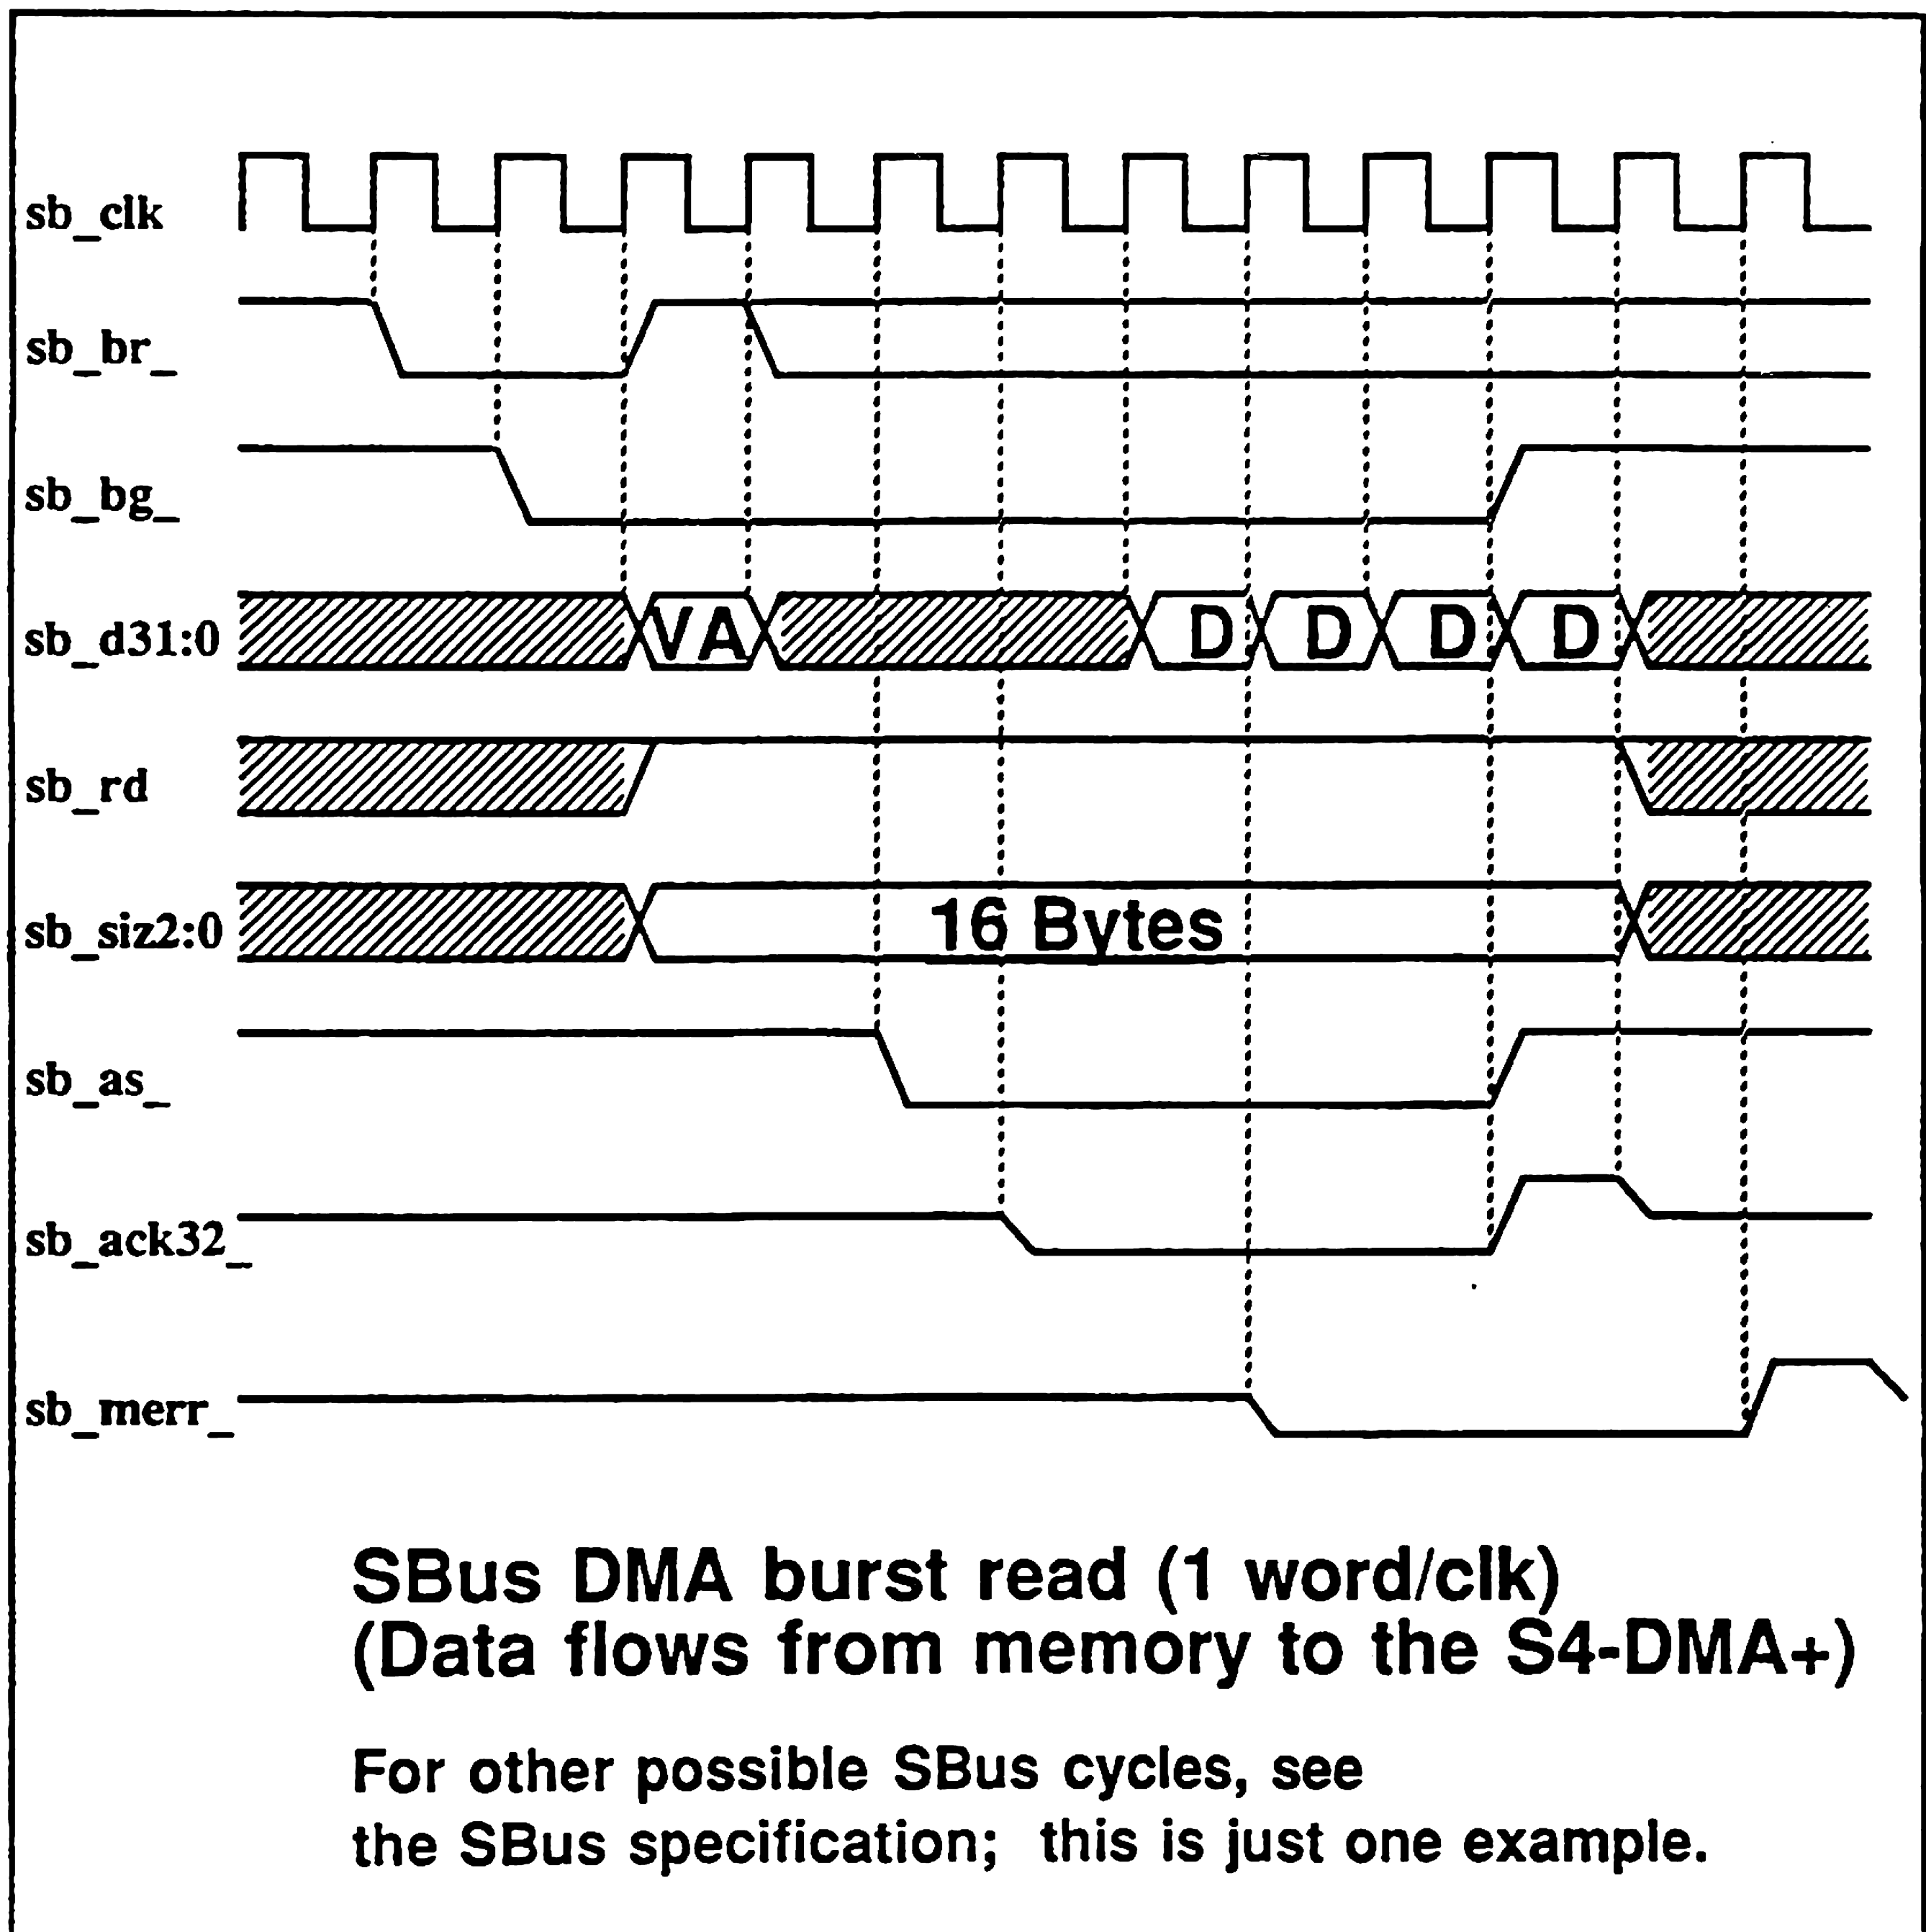 sb_clk
sb_br_
sb_bg_
sb_d31:0 VA D D D D
sb_rd
sb_siz2:0 16 Bytes
sb_as_
sb_ack32_
sb_merr_
SBus DMA burst read (1 word/clk)
(Data flows from memory to the S4-DMA+)
For other possible SBus cycles, see
the SBus specification; this is just one example.